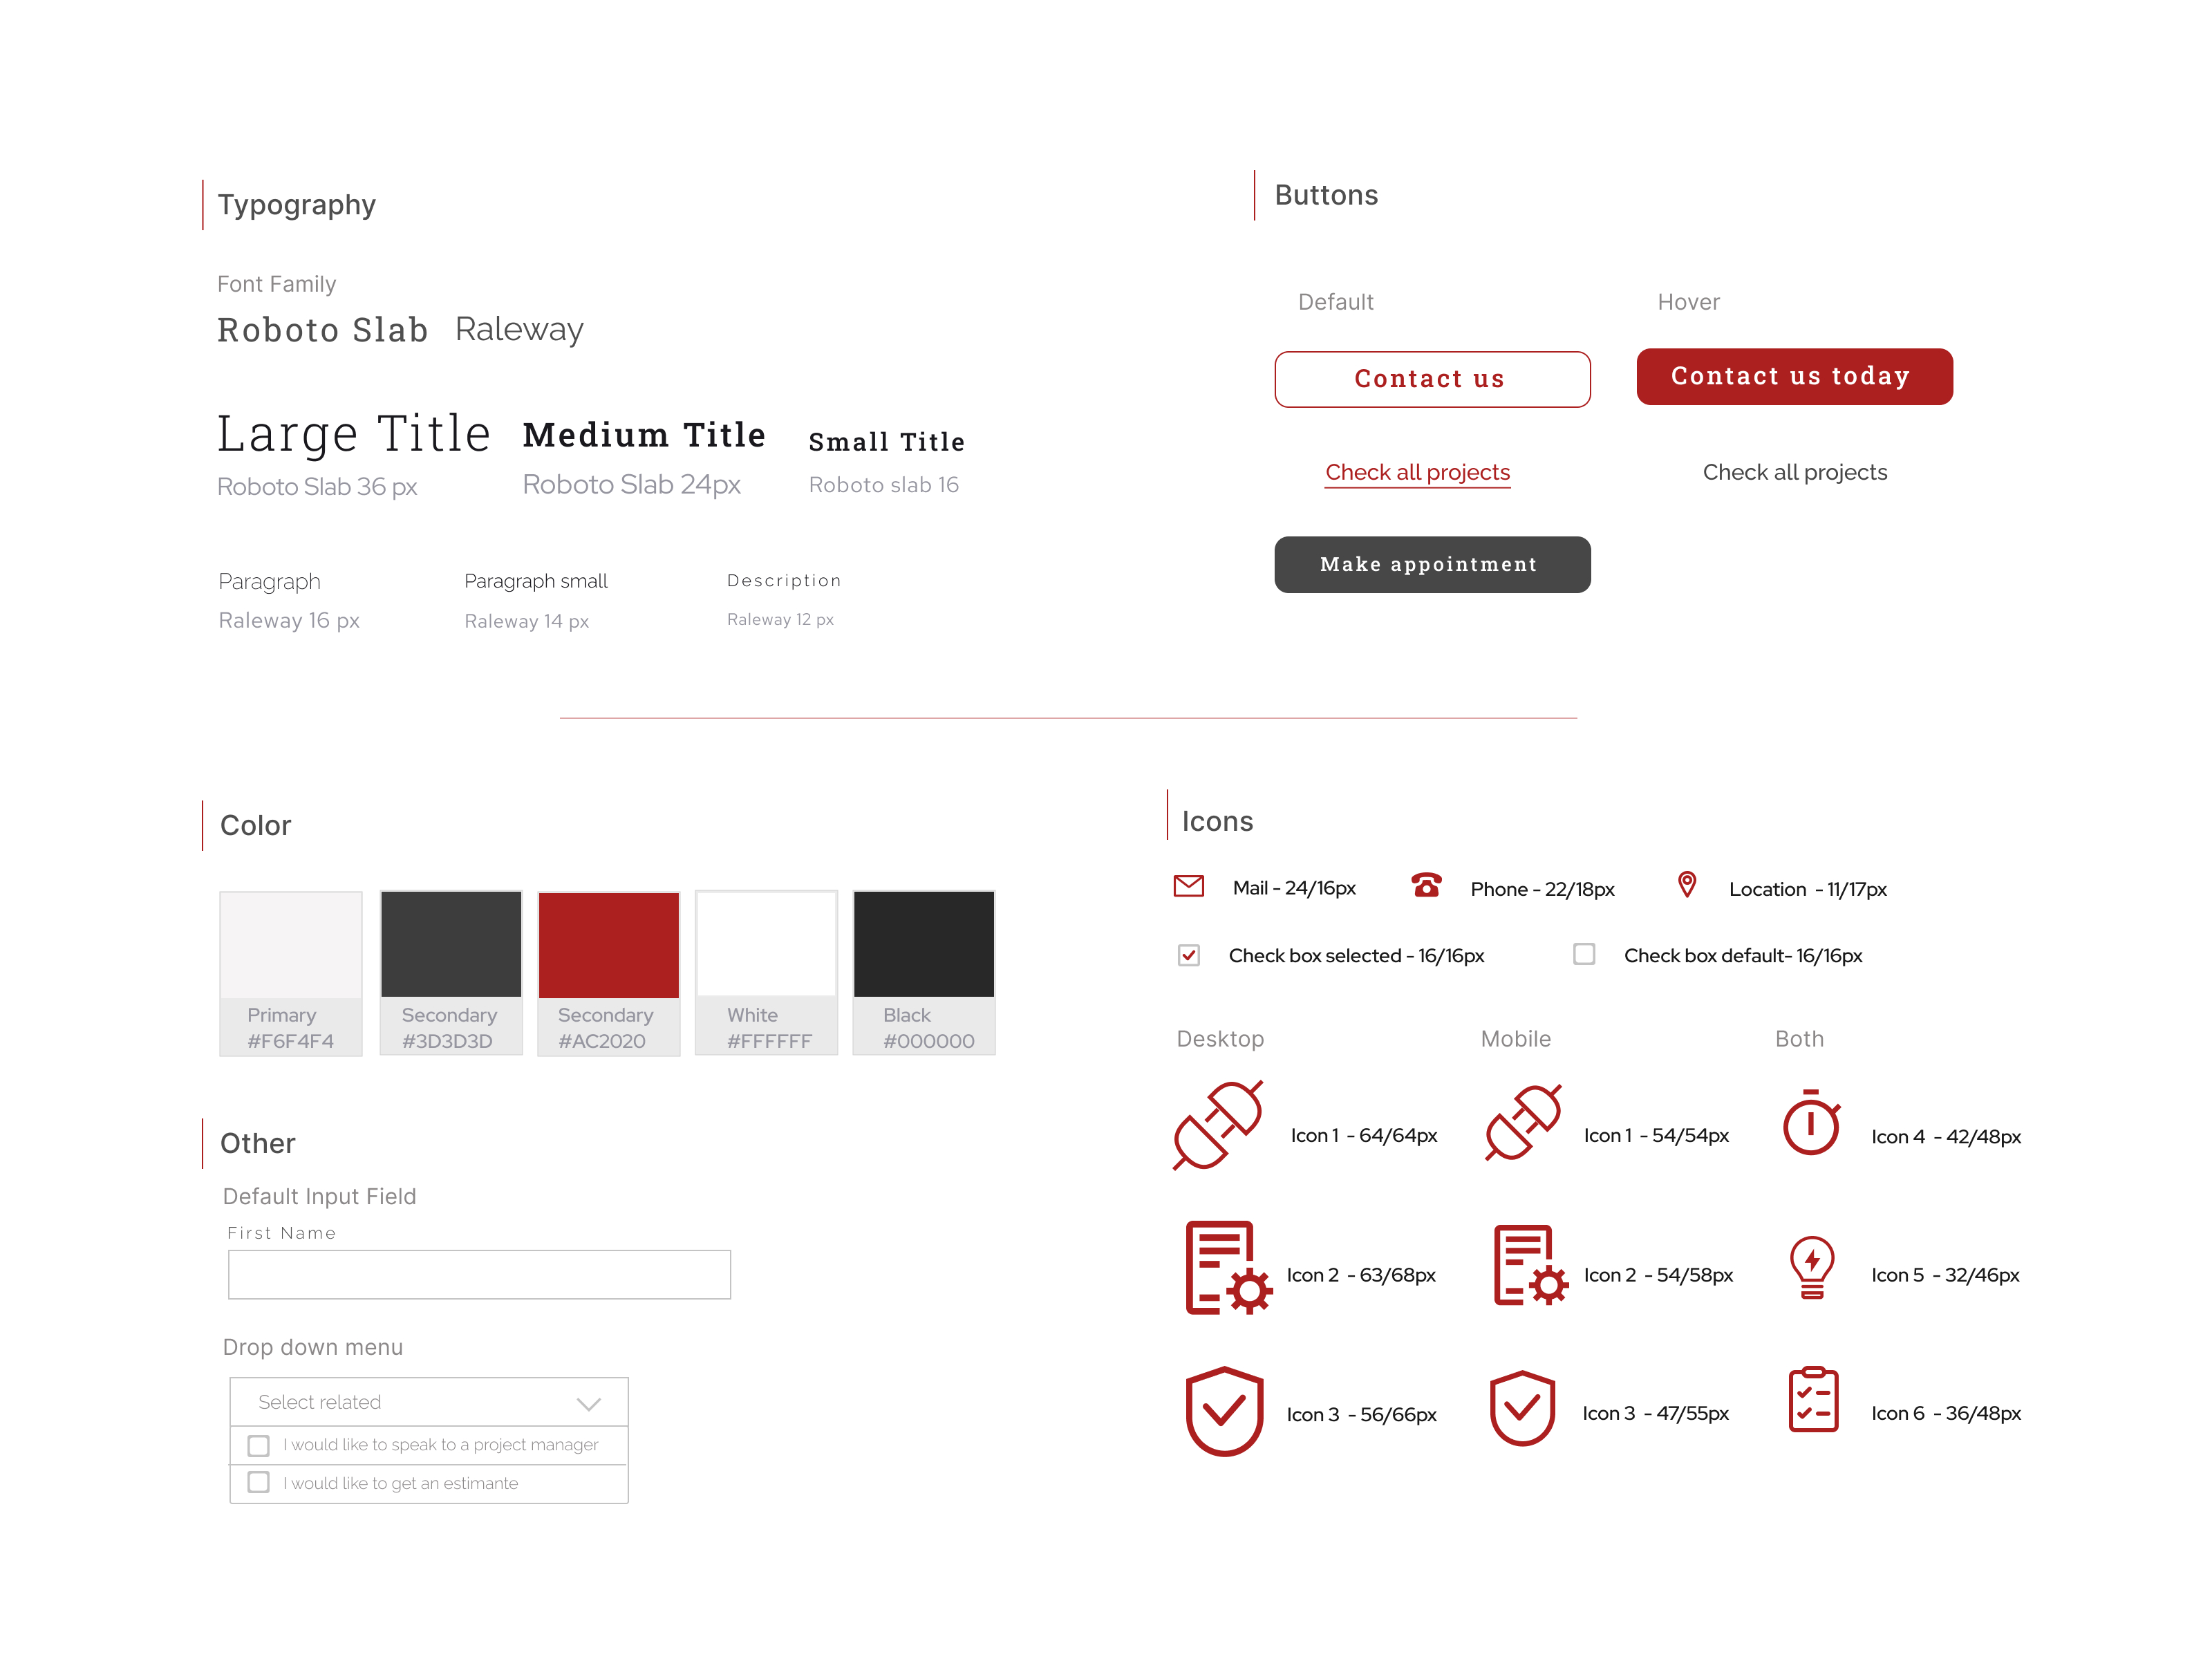 Typography
Font Family
Roboto Slab Raleway
Large Title Medium Title Small Title
Roboto Slab 36 px Roboto Slab 24px Roboto slab 16
Paragraph Paragraph small Description
Raleway 16 px Raleway 14 px Raleway 12 px
Buttons
Default Hover
Contact us Contact us today
Check all projects Check all projects
Make appointment
Color
Primary Secondary Secondary White Black
#F6F4F4 #3D3D3D #AC2020 #FFFFFF #000000
Other
Default Input Field
First Name
Drop down menu
Select related
I would like to speak to a project manager
I would like to get an estimante
Icons
Mail - 24/16px Phone - 22/18px Location - 11/17px
Check box selected - 16/16px Check box default- 16/16px
Desktop Mobile Both
Icon 1 - 64/64px Icon 1 - 54/54px Icon 4 - 42/48px
Icon 2 - 63/68px Icon 2 - 54/58px Icon 5 - 32/46px
Icon 3 - 56/66px Icon 3 - 47/55px Icon 6 - 36/48px